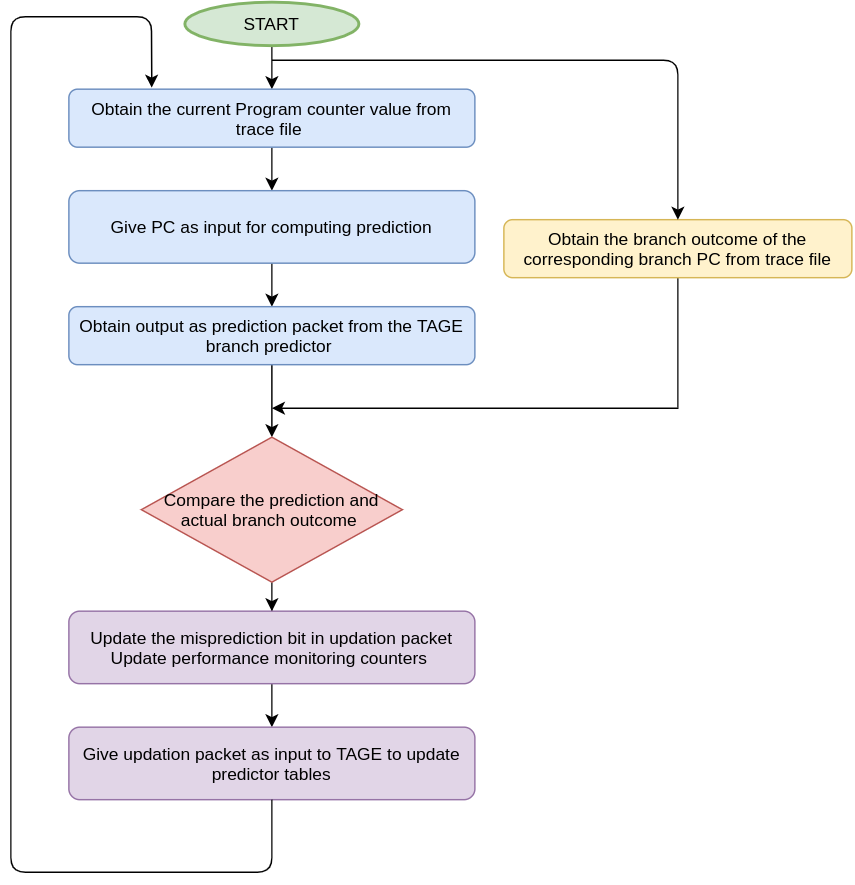 START
Obtain the current Program counter value from
trace file
Give PC as input for computing prediction
Obtain the branch outcome of the
corresponding branch PC from trace file
Obtain output as prediction packet from the TAGE
branch predictor
Compare the prediction and
actual branch outcome
Update the misprediction bit in updation packet
Update performance monitoring counters
Give updation packet as input to TAGE to update
predictor tables